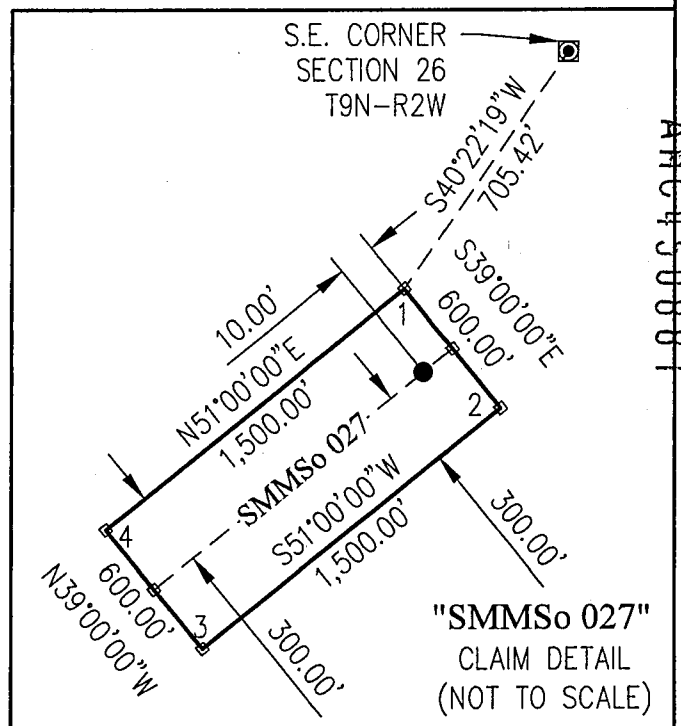 S.E. CORNER
SECTION 26
T9N-R2W
S40°22'19"W
705.42'
10.00'
1
S39°00'00"E
600.00'
N51°00'00"E
1,500.00'
2
SMMSo 027
S51°00'00"W
1,500.00'
4
600.00'
N39°00'00"W
3
300.00'
300.00'
"SMMSo 027"
CLAIM DETAIL
(NOT TO SCALE)